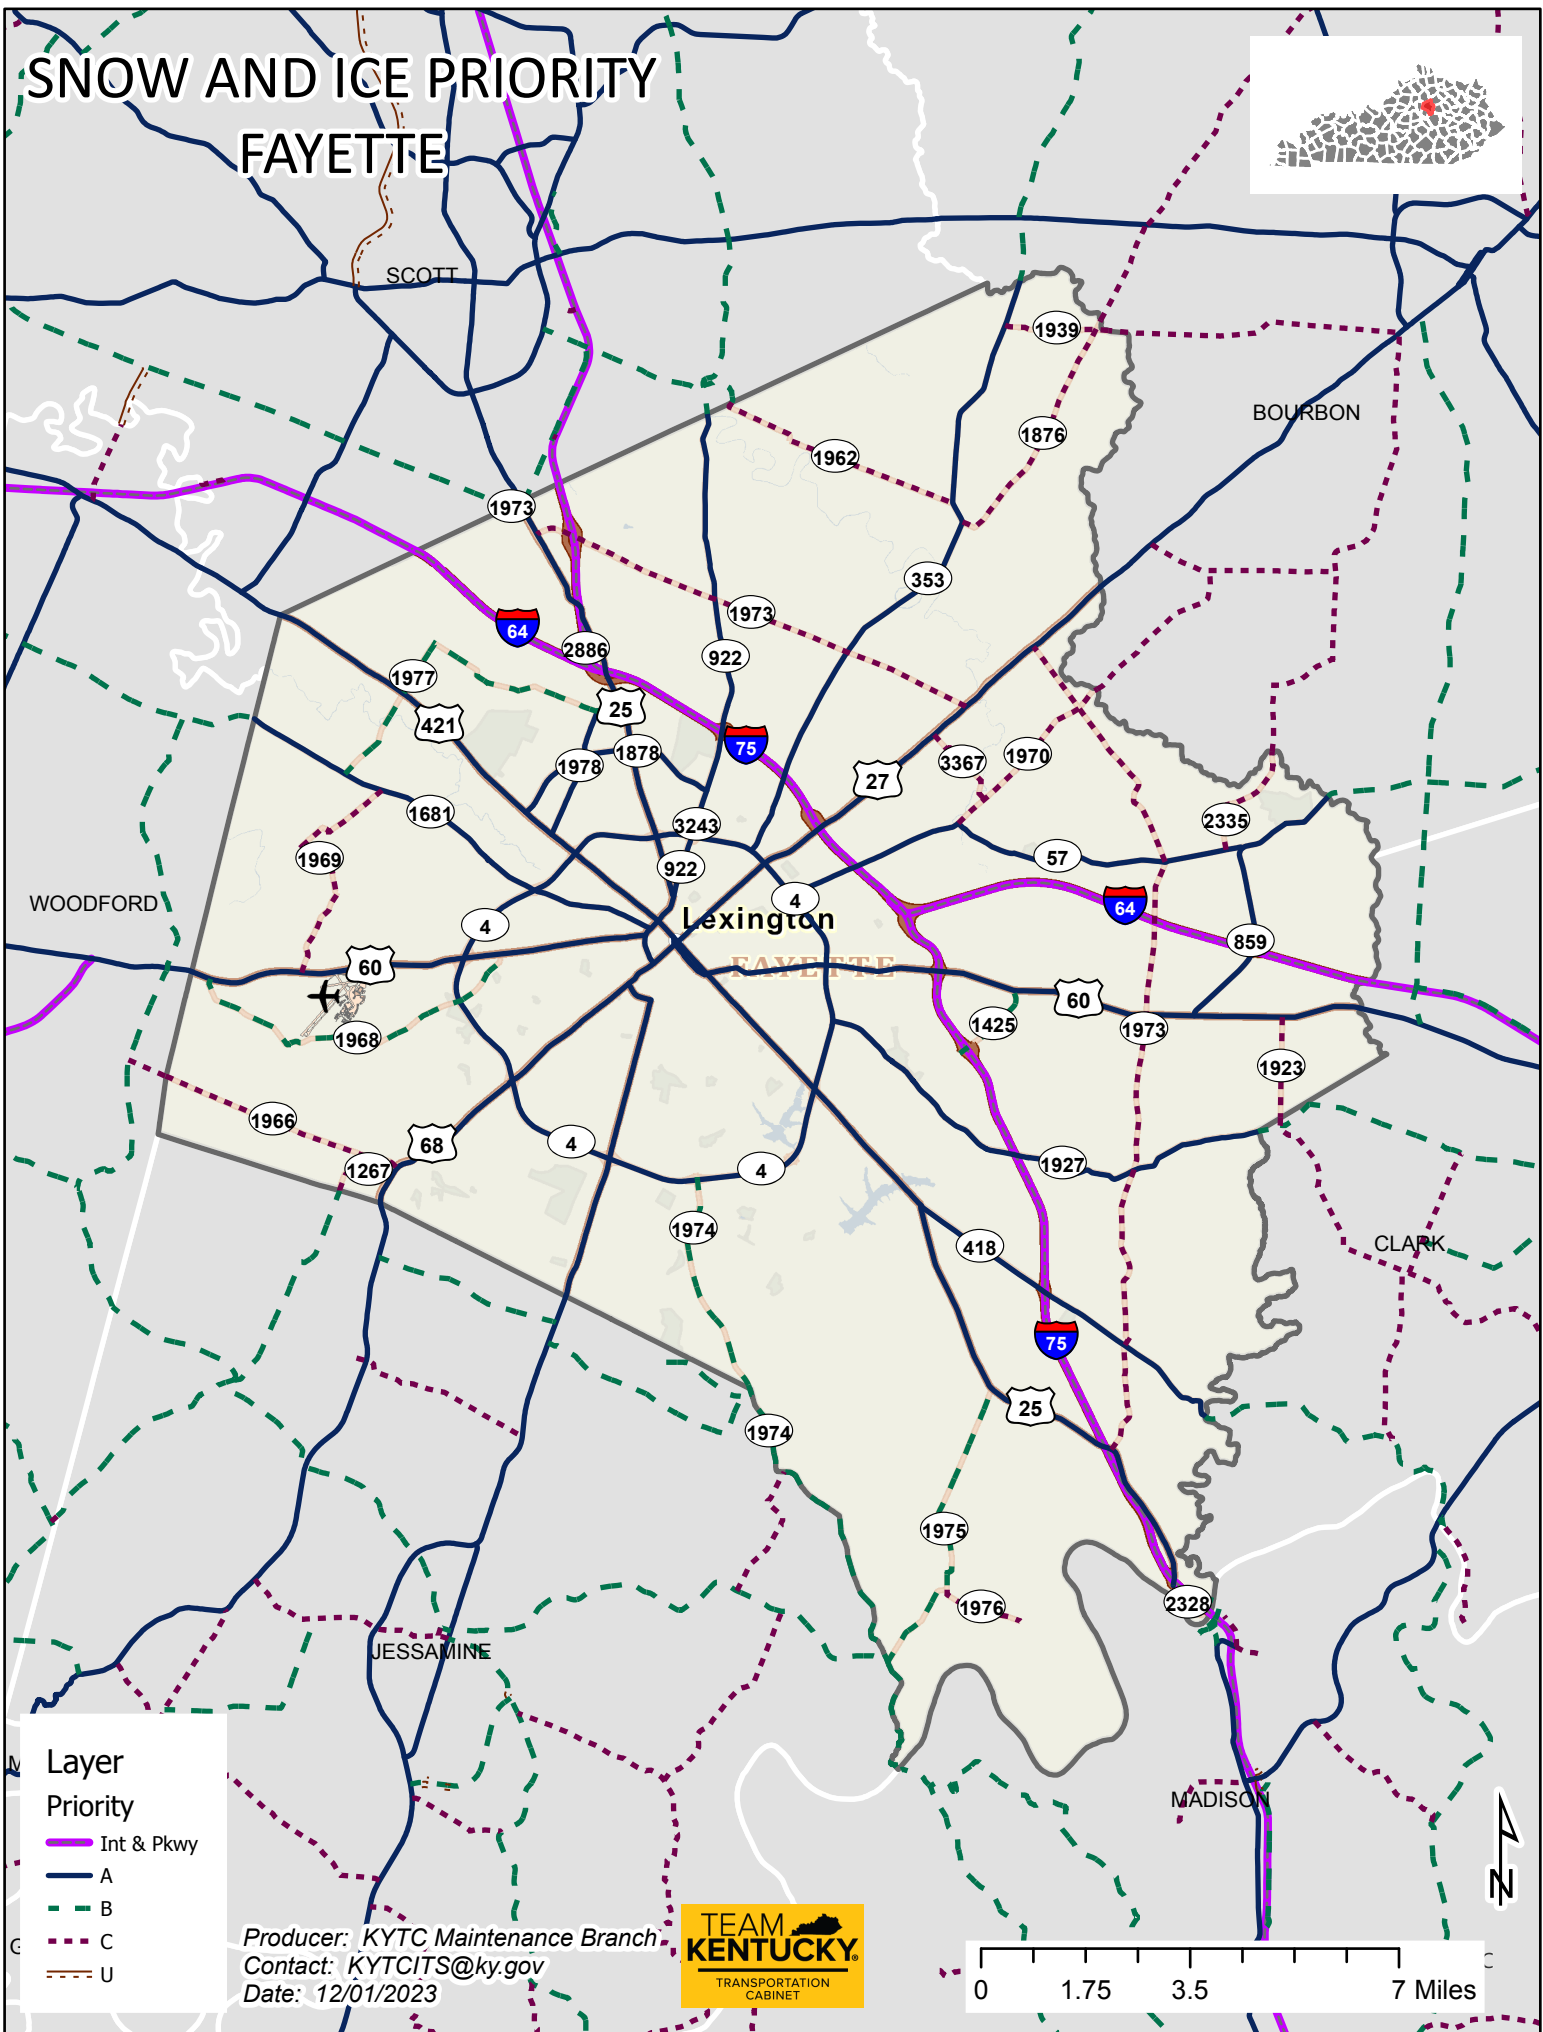 SNOW AND ICE PRIORITY
FAYETTE
SCOTT
1939
BOURBON
1876
1962
1973
353
1973
64
922
2886
1977
25
421
75
1878
1978
3367
1970
27
1681
3243
2335
57
1969
922
4
64
WOODFORD
Lexington
4
859
60
FAYETTE
60
1425
1973
1968
1923
1966
68
4
1927
1267
4
1974
418
CLARK
75
25
1974
1975
1976
2328
JESSAMINE
MADISON
M
Layer
Priority
Int & Pkwy
A
B
C
U
G
Producer: KYTC Maintenance Branch
Contact: KYTCITS@ky.gov
Date: 12/01/2023
TEAM
KENTUCKY®
TRANSPORTATION
CABINET
N
C
0 1.75 3.5 7 Miles